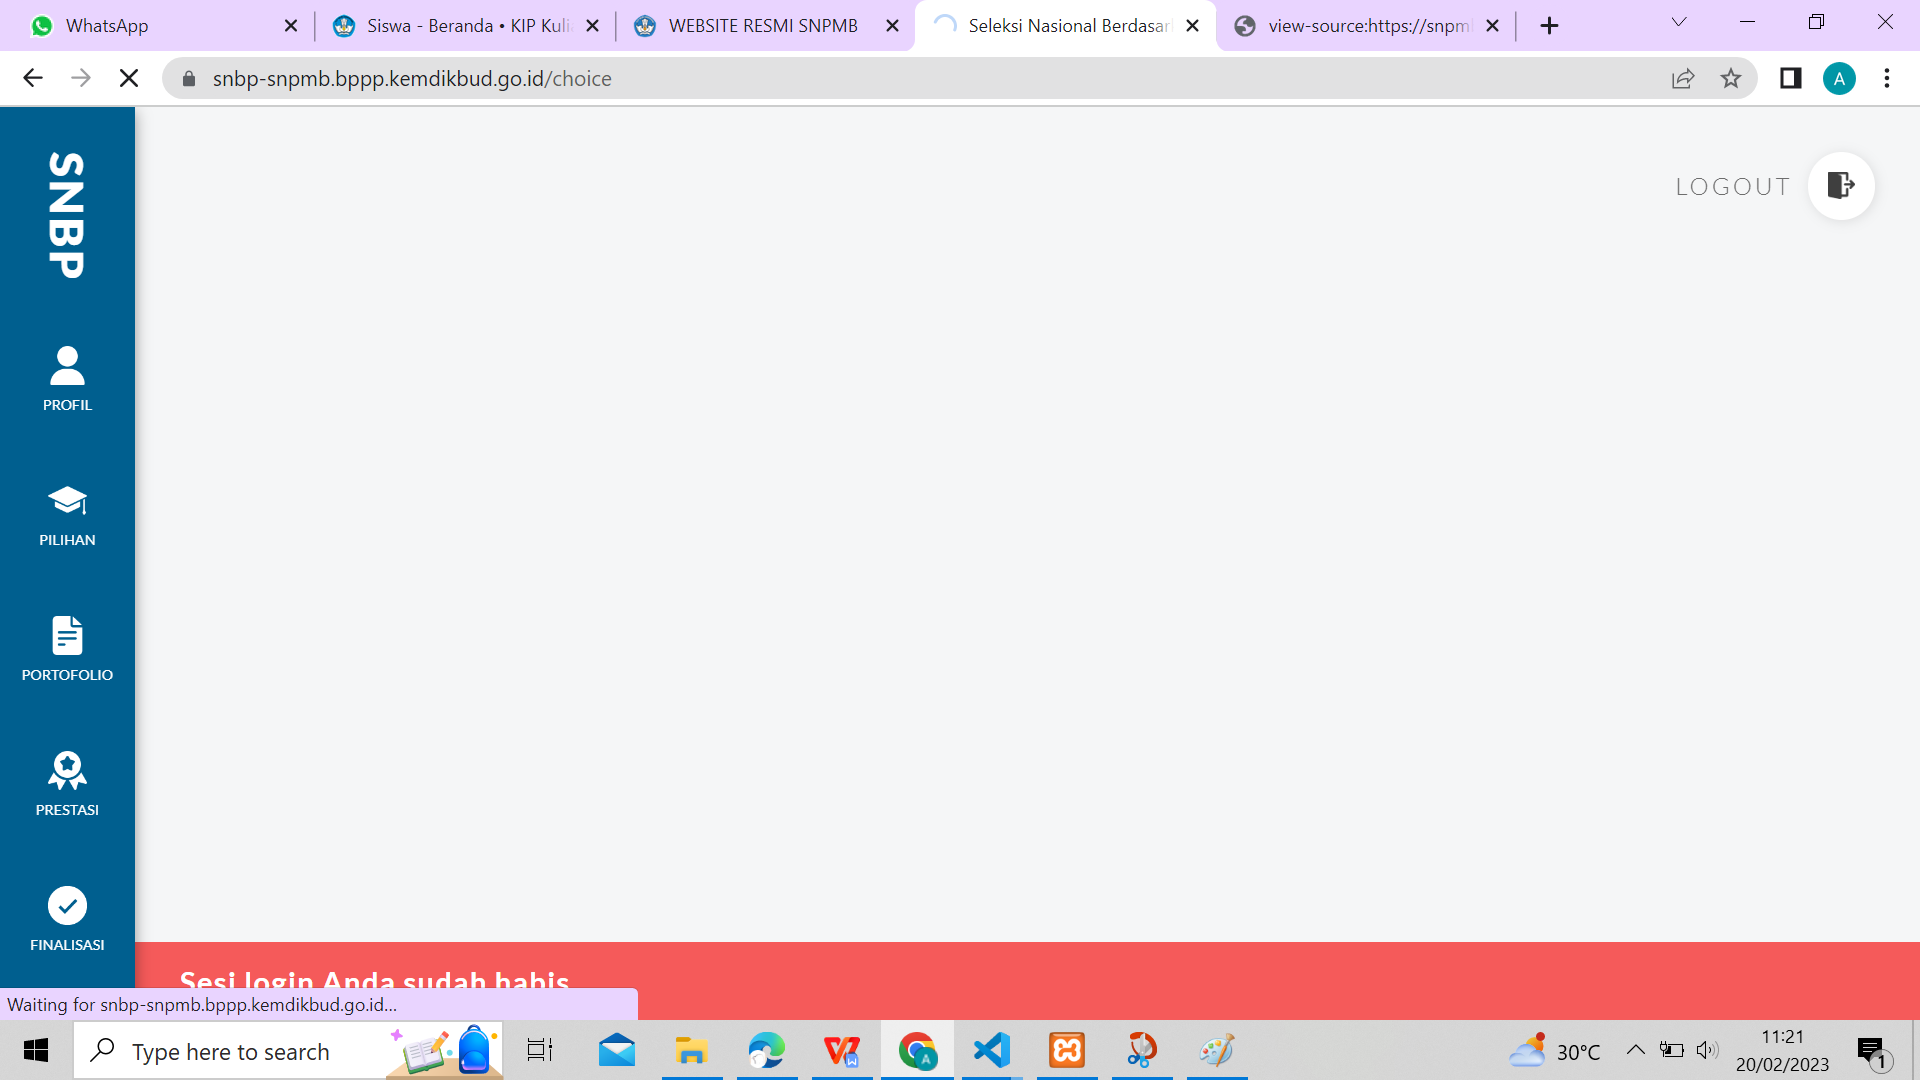 WhatsApp
Siswa - Beranda • KIP Kuli
WEBSITE RESMI SNPMB
Seleksi Nasional Berdasar
view-source:https://snpm
snbp-snpmb.bppp.kemdikbud.go.id/choice
A
SNBP
LOGOUT
PROFIL
PILIHAN
PORTOFOLIO
PRESTASI
FINALISASI
Sesi login Anda sudah habis
Waiting for snbp-snpmb.bppp.kemdikbud.go.id...
Type here to search
A
30°C
11:21
20/02/2023
1